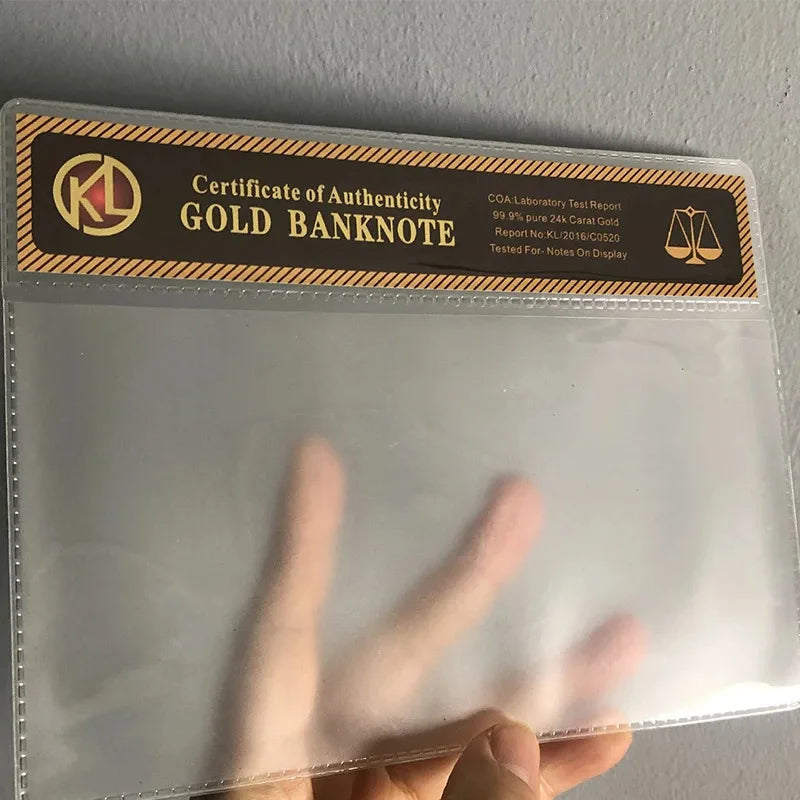 KL
Certificate of Authenticity
GOLD BANKNOTE
COA:Laboratory Test Report
99.9% pure 24k Carat Gold
Report No:KL/2016/C0520
Tested For- Notes On Display